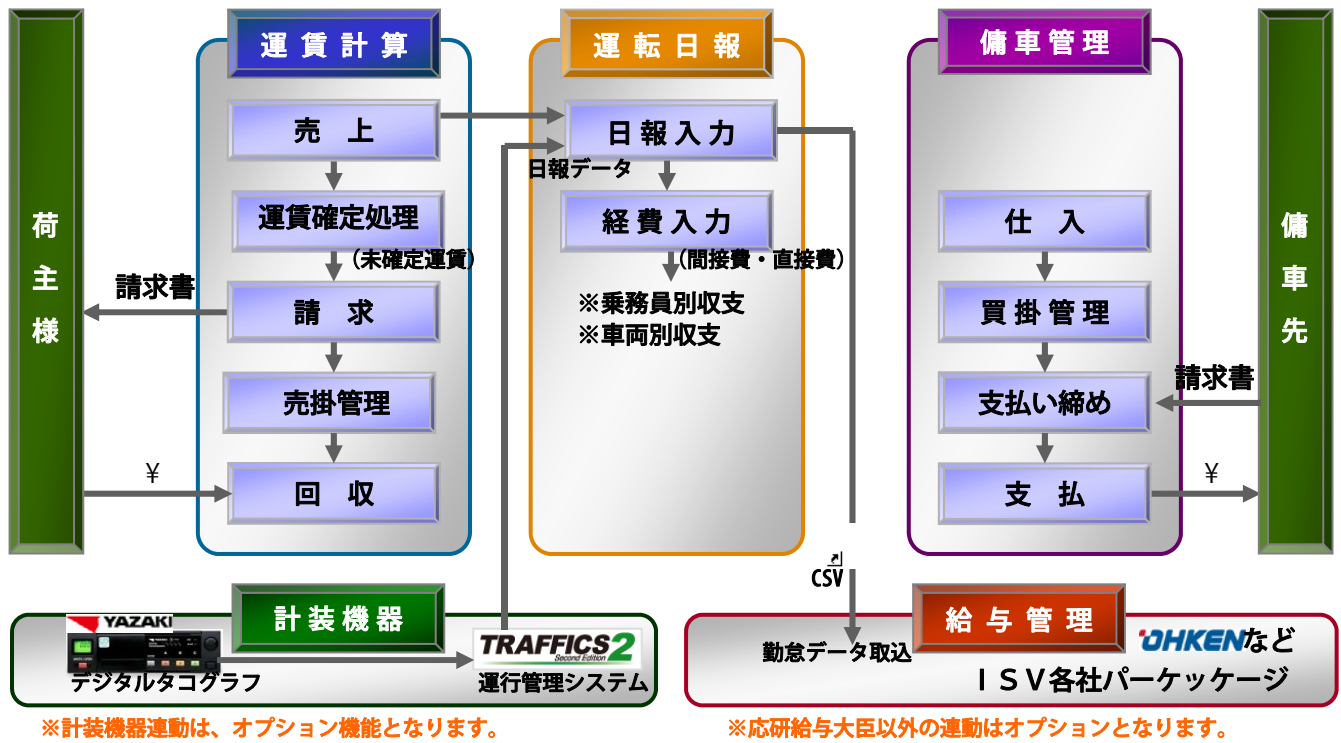 運賃計算
運転日報
傭車管理
荷主様
売 上
運賃確定処理
(未確定運賃)
請求書
請 求
売掛管理
¥
回 収
日報入力
日報データ
経費入力
(間接費・直接費)
※乗務員別収支
※車両別収支
仕 入
買掛管理
支払い締め
請求書
支 払
¥
傭車先
CSV
計装機器
YAZAKI
デジタルタコグラフ
TRAFFICS2
Second Edition
運行管理システム
給与管理
勤怠データ取込
OHKENなど
ISV各社パーケッケージ
※計装機器連動は、オプション機能となります。
※応研給与大臣以外の連動はオプションとなります。